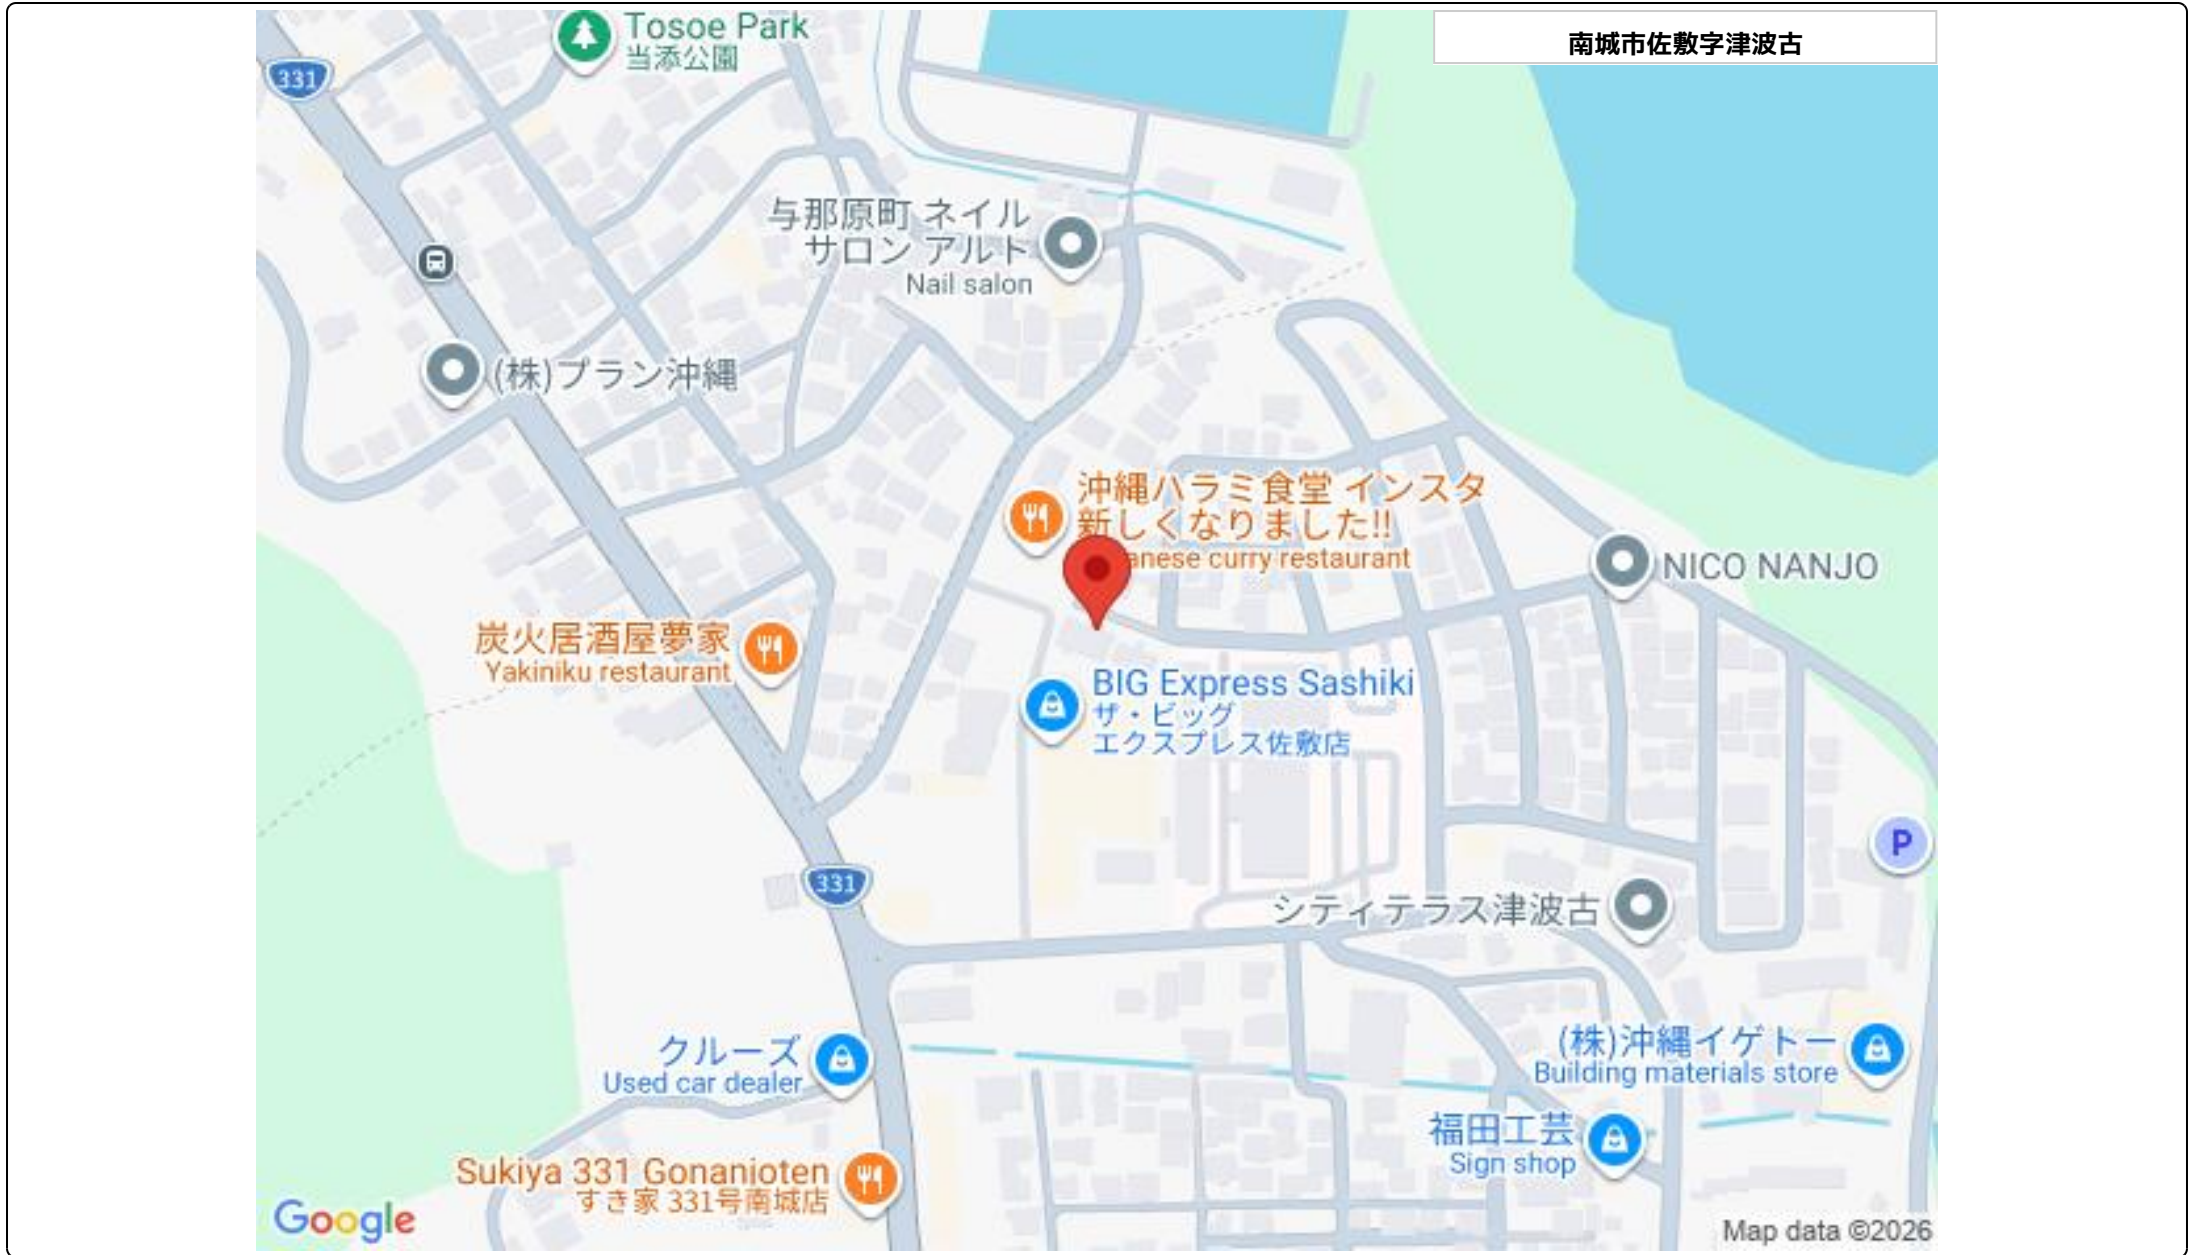 Tosoe Park
当添公園
南城市佐敷字津波古
331
与那原町 ネイル
サロン アルト
Nail salon
(株)プラン沖縄
沖縄ハラミ食堂 インスタ
新しくなりました!!
anese curry restaurant
NICO NANJO
炭火居酒屋夢家
Yakiniku restaurant
BIG Express Sashiki
ザ・ビッグ
エクスプレス佐敷店
P
331
シティテラス津波古
クルーズ
Used car dealer
(株)沖縄イゲトー
Building materials store
福田工芸
Sign shop
Sukiya 331 Gonanjoten
すき家 331号南城店
Google
Map data ©2026